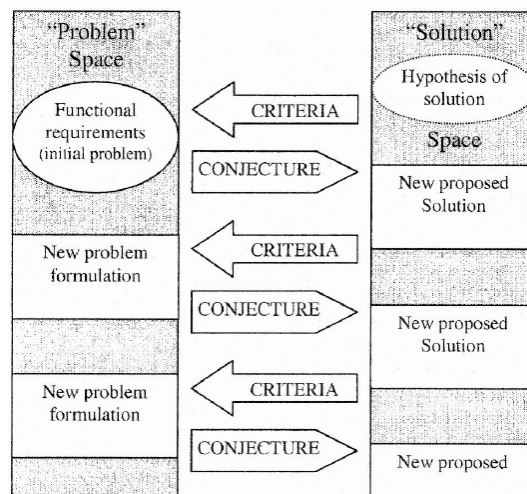 “Problem”
Space
Functional
requirements
(initial problem)
New problem
formulation
New problem
formulation
CRITERIA
CONJECTURE
CRITERIA
CONJECTURE
CRITERIA
CONJECTURE
“Solution”
Hypothesis of
solution
Space
New proposed
Solution
New proposed
Solution
New proposed